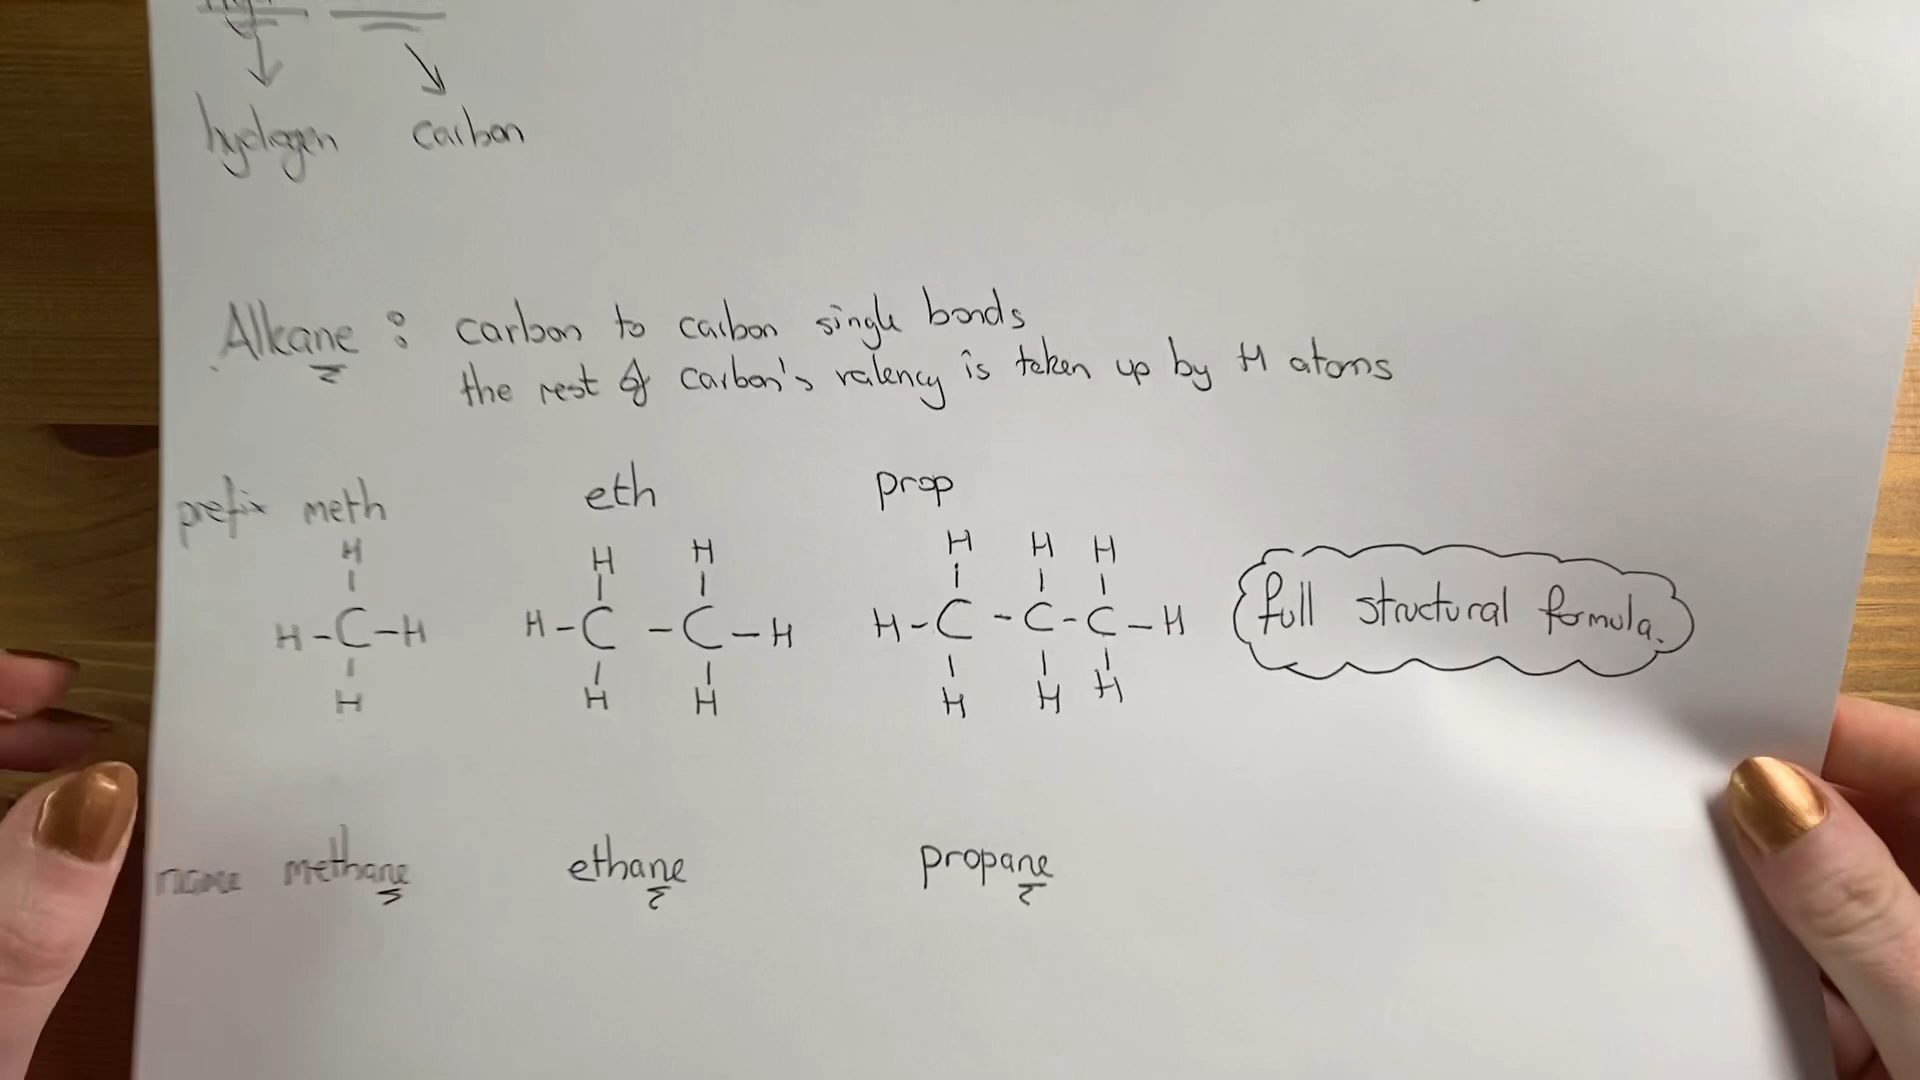 hydrogen carbon
Alkane : carbon to carbon single bonds
the rest of carbon's valency is taken up by H atoms
prefix meth eth prop
H H H H H H
| | | | | |
H-C-H H-C-C-H H-C-C-C-H full structural formula.
| | | | | |
H H H H H H
name methane ethane propane